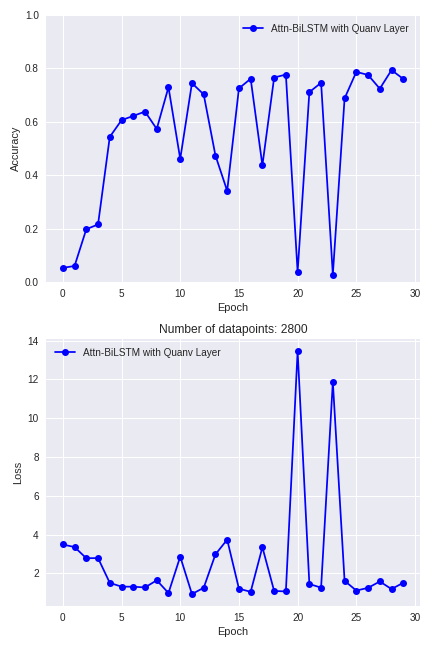 1.0
Attn-BiLSTM with Quanv Layer
0.8
0.6
Accuracy
0.4
0.2
0.0
0 5 10 15 20 25 30
Epoch
Number of datapoints: 2800
14
Attn-BiLSTM with Quanv Layer
12
10
8
Loss
6
4
2
0 5 10 15 20 25 30
Epoch